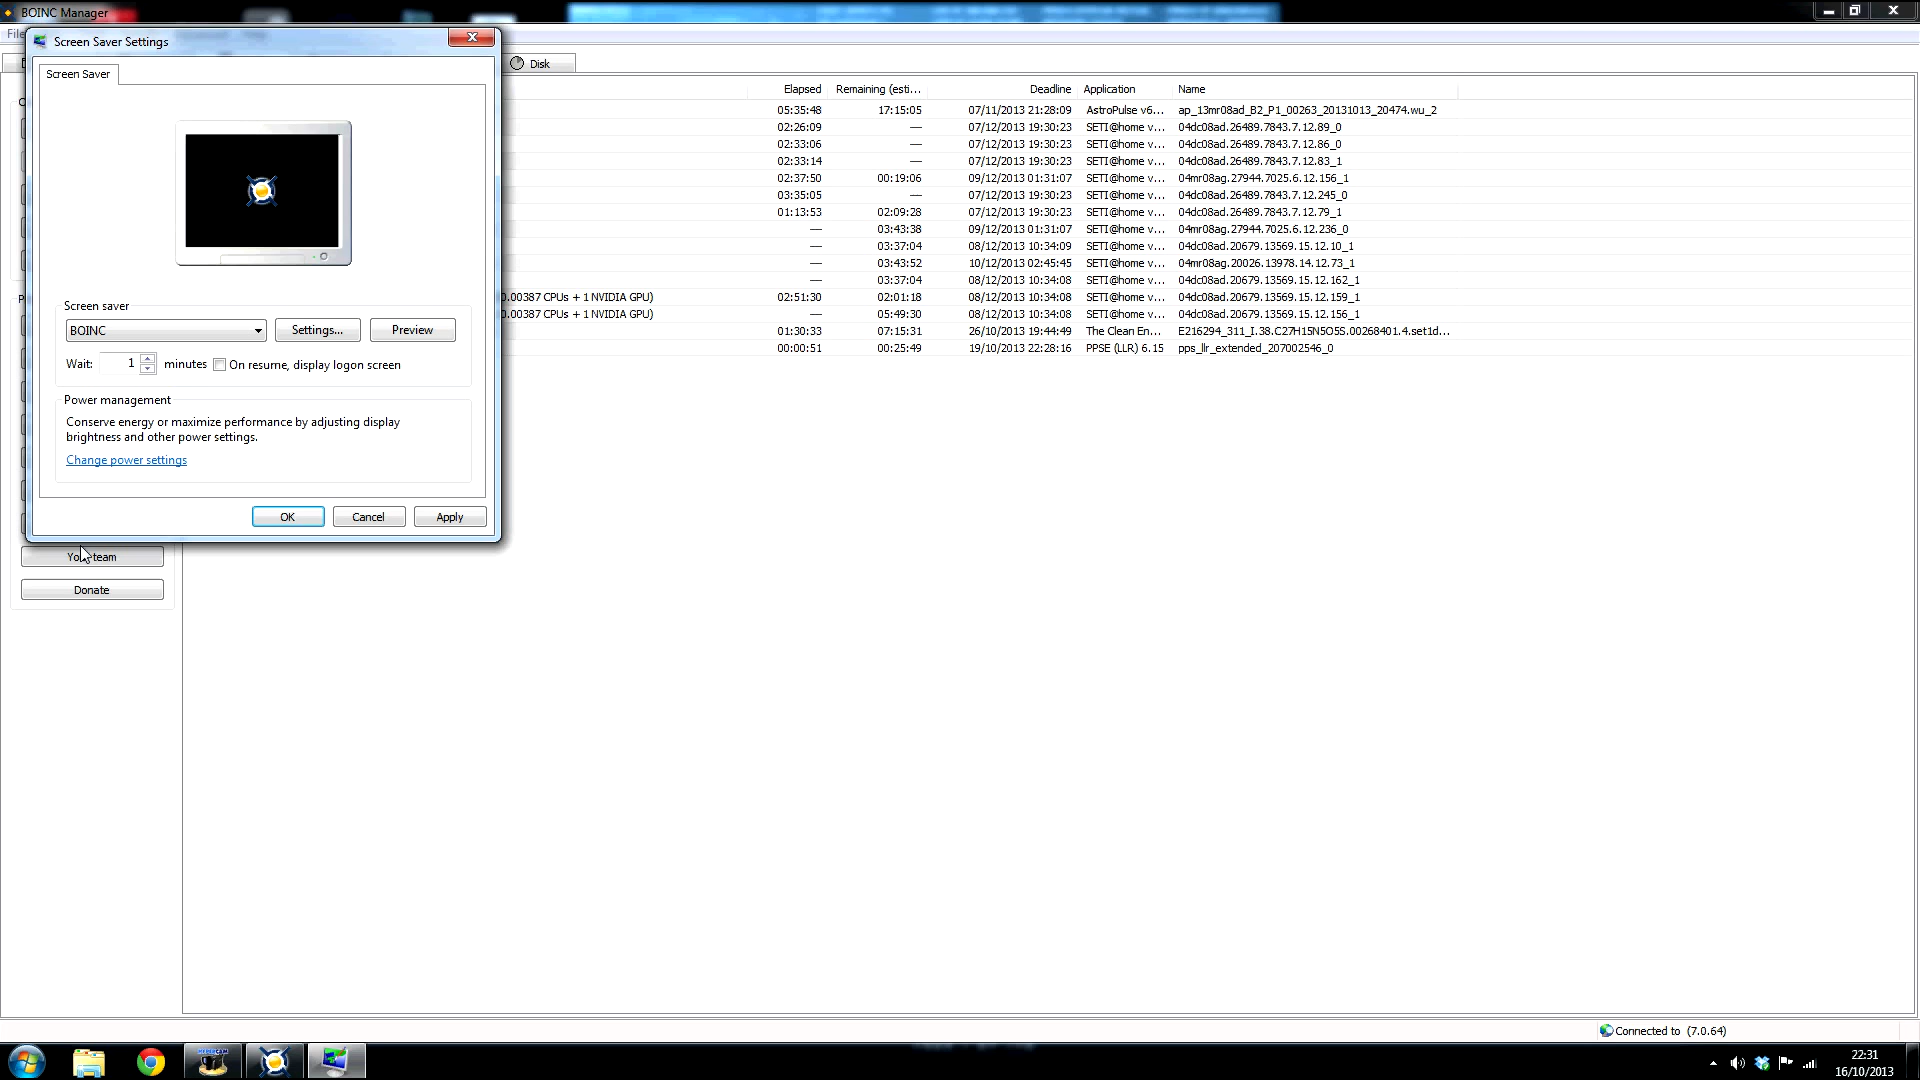 BOINC Manager
File
Screen Saver Settings
Screen Saver
Disk
Elapsed Remaining (esti... Deadline Application Name
05:35:48 17:15:05 07/11/2013 21:28:09 AstroPulse v6... ap_13mr08ad_B2_P1_00263_20131013_20474.wu_2
02:26:09 — 07/12/2013 19:30:23 SETI@home v... 04dc08ad.26489.7843.7.12.89_0
02:33:06 — 07/12/2013 19:30:23 SETI@home v... 04dc08ad.26489.7843.7.12.86_0
02:33:14 — 07/12/2013 19:30:23 SETI@home v... 04dc08ad.26489.7843.7.12.83_1
02:37:50 00:19:06 09/12/2013 01:31:07 SETI@home v... 04mr08ag.27944.7025.6.12.156_1
03:35:05 — 07/12/2013 19:30:23 SETI@home v... 04dc08ad.26489.7843.7.12.245_0
01:13:53 02:09:28 07/12/2013 19:30:23 SETI@home v... 04dc08ad.26489.7843.7.12.79_1
— 03:43:38 09/12/2013 01:31:07 SETI@home v... 04mr08ag.27944.7025.6.12.236_0
— 03:37:04 08/12/2013 10:34:09 SETI@home v... 04dc08ad.20679.13569.15.12.10_1
— 03:43:52 10/12/2013 02:45:45 SETI@home v... 04mr08ag.20026.13978.14.12.73_1
— 03:37:04 08/12/2013 10:34:08 SETI@home v... 04dc08ad.20679.13569.15.12.162_1
0.00387 CPUs + 1 NVIDIA GPU) 02:51:30 02:01:18 08/12/2013 10:34:08 SETI@home v... 04dc08ad.20679.13569.15.12.159_1
0.00387 CPUs + 1 NVIDIA GPU) — 05:49:30 08/12/2013 10:34:08 SETI@home v... 04dc08ad.20679.13569.15.12.156_1
01:30:33 07:15:31 26/10/2013 19:44:49 The Clean En... E216294_311_I.38.C27H15N5O5S.00268401.4.set1d...
00:00:51 00:25:49 19/10/2013 22:28:16 PPSE (LLR) 6.15 pps_llr_extended_207002546_0
Screen saver
BOINC Settings... Preview
Wait: 1 minutes On resume, display logon screen
Power management
Conserve energy or maximize performance by adjusting display
brightness and other power settings.
Change power settings
OK Cancel Apply
team
Donate
Connected to (7.0.64)
22:31
16/10/2013